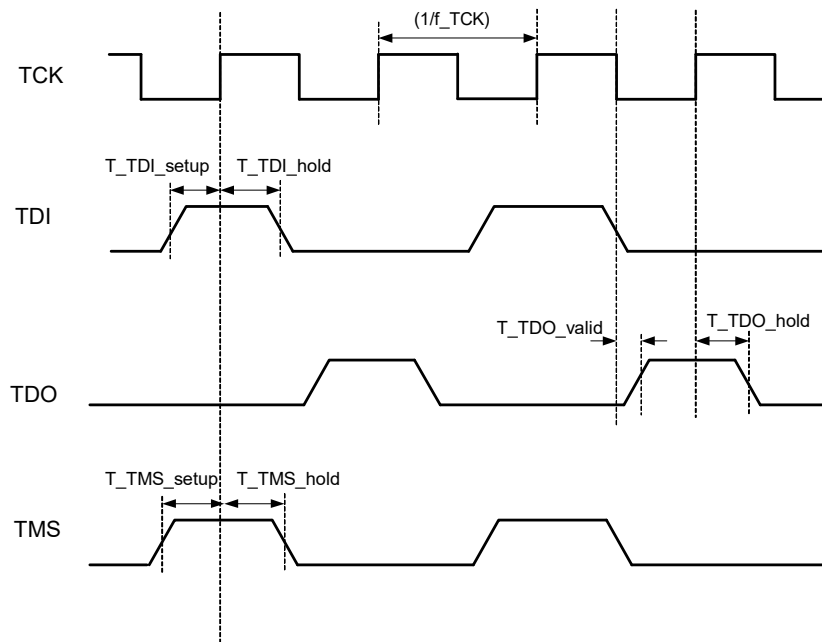 (1/f_TCK)
TCK
T_TDI_setup
T_TDI_hold
TDI
T_TDO_valid
T_TDO_hold
TDO
T_TMS_setup
T_TMS_hold
TMS